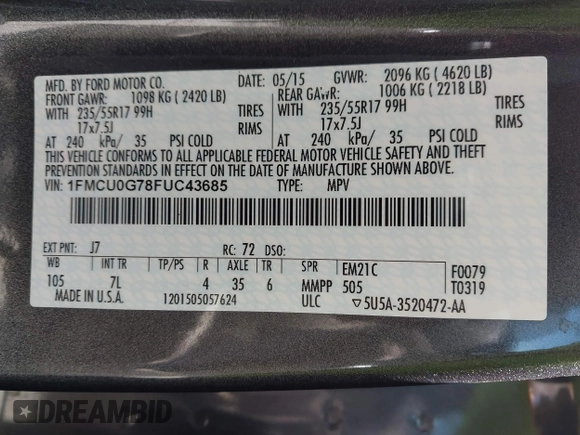 MFD. BY FORD MOTOR CO. DATE: 05/15 GVWR: 2096 KG ( 4620 LB)
FRONT GAWR: 1098 KG ( 2420 LB) REAR GAWR: 1006 KG ( 2218 LB)
WITH 235/55R17 99H TIRES WITH 235/55R17 99H TIRES
17x7.5J RIMS 17x7.5J RIMS
AT 240 kPa/ 35 PSI COLD AT 240 kPa/ 35 PSI COLD
THIS VEHICLE CONFORMS TO ALL APPLICABLE FEDERAL MOTOR VEHICLE SAFETY AND THEFT
PREVENTION STANDARDS IN EFFECT ON THE DATE OF MANUFACTURE SHOWN ABOVE.
VIN: 1FMCU0G78FUC43685 TYPE: MPV
EXT PNT: J7 RC: 72 DSO:
WB INT TR TP/PS R AXLE TR SPR EM21C F0079
105 7L 4 35 6 MMPP 505 T0319
MADE IN U.S.A. 1201505057624 ULC ▽5U5A-3520472-AA
DREAMBID